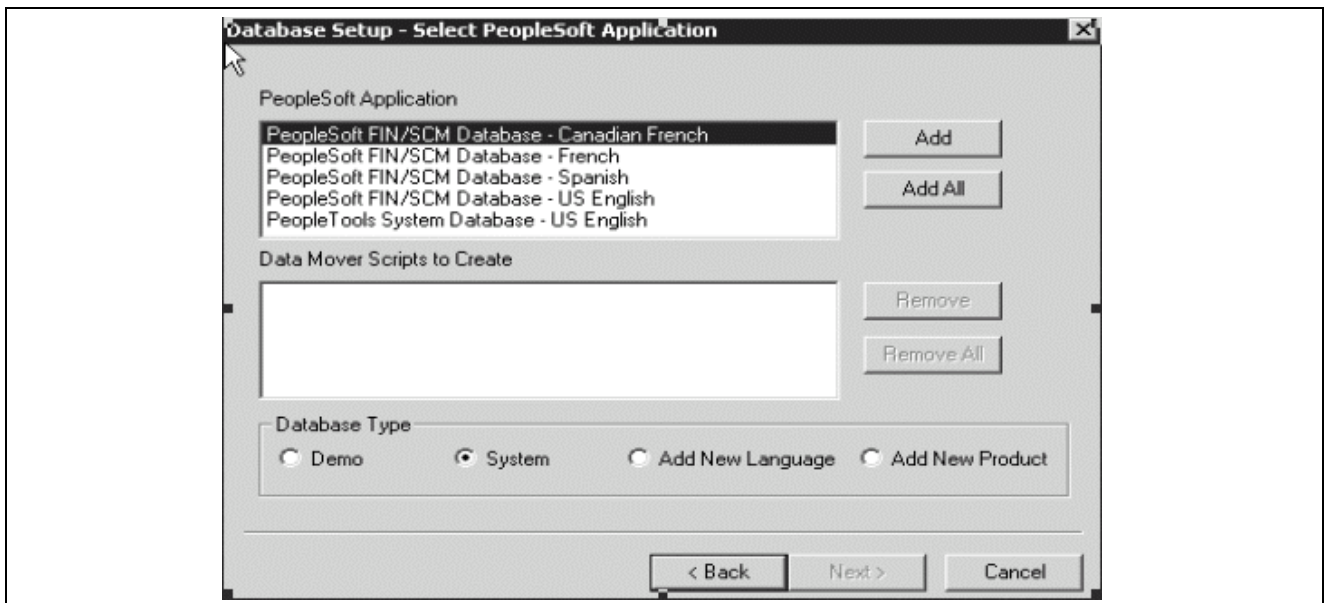 Database Setup - Select PeopleSoft Application
PeopleSoft Application
PeopleSoft FIN/SCM Database - Canadian French
PeopleSoft FIN/SCM Database - French
PeopleSoft FIN/SCM Database - Spanish
PeopleSoft FIN/SCM Database - US English
PeopleTools System Database - US English
Add
Add All
Data Mover Scripts to Create
Remove
Remove All
Database Type
Demo System Add New Language Add New Product
< Back Next > Cancel